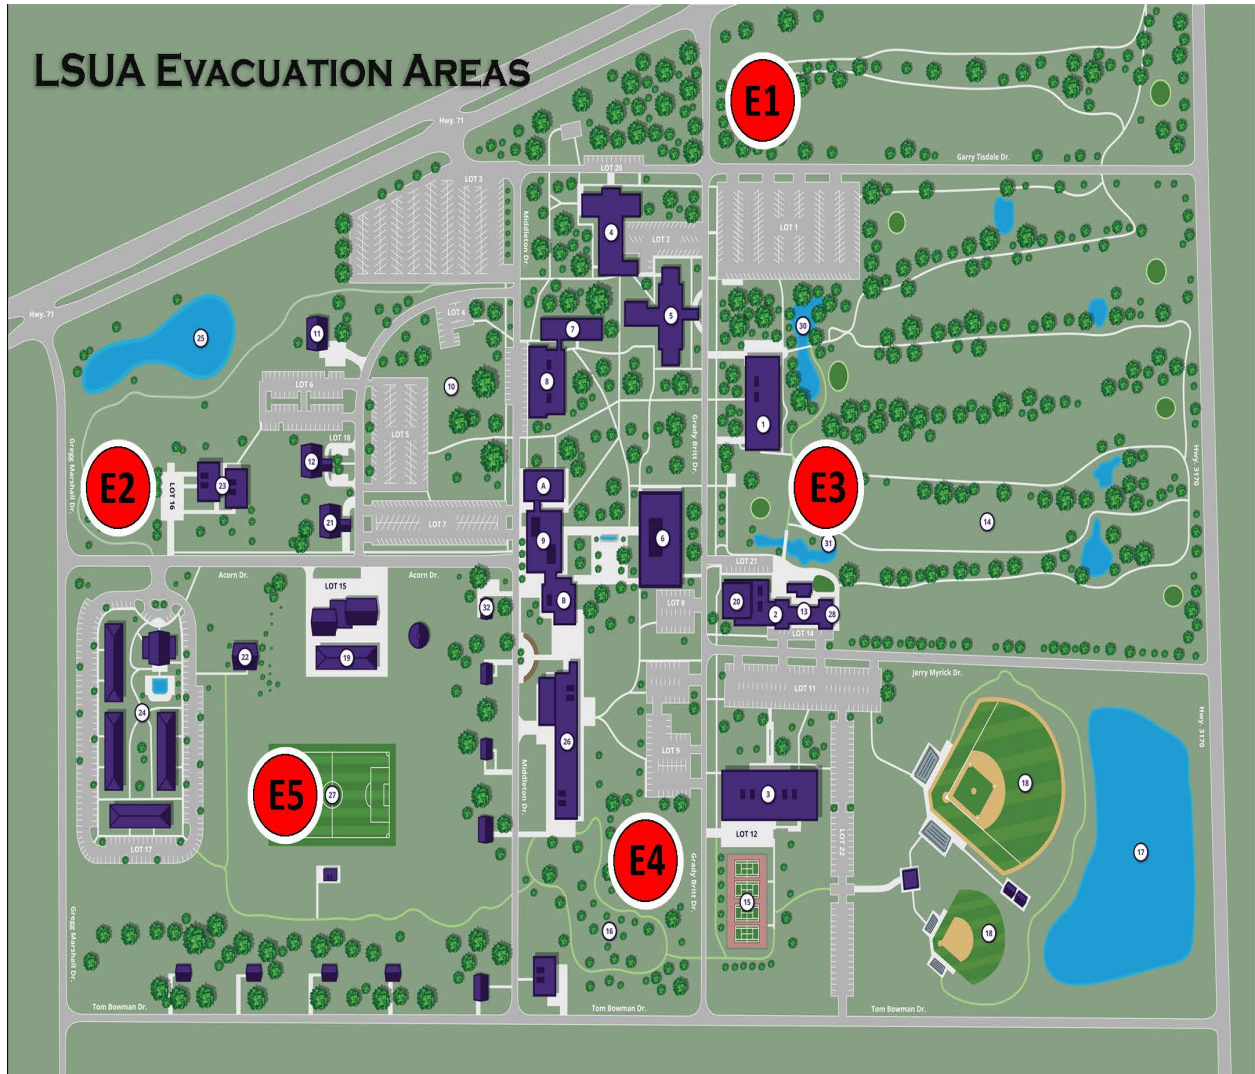 LSUA EVACUATION AREAS
E1
Hwy. 71
Garry Tisdale Dr.
LOT 20
LOT 3
Middleton Dr.
4
LOT 2
LOT 1
Hwy. 71
25
11
LOT 4
7
5
30
8
10
LOT 6
1
LOT 5
Grady Britt Dr.
LOT 18
Gregg Marshall Dr.
E2
LOT 16
23
12
A
E3
Hwy. 3170
21
LOT 7
9
6
14
31
Acorn Dr.
Acorn Dr.
LOT 21
LOT 15
32
B
LOT 8
20
2
13
28
LOT 14
22
19
Jerry Myrick Dr.
24
LOT 11
Hwy. 3170
26
LOT 9
E5
27
Middleton Dr.
3
18
LOT 12
LOT 22
LOT 17
E4
17
Grady Britt Dr.
15
16
18
Gregg Marshall Dr.
Tom Bowman Dr.
Tom Bowman Dr.
Tom Bowman Dr.